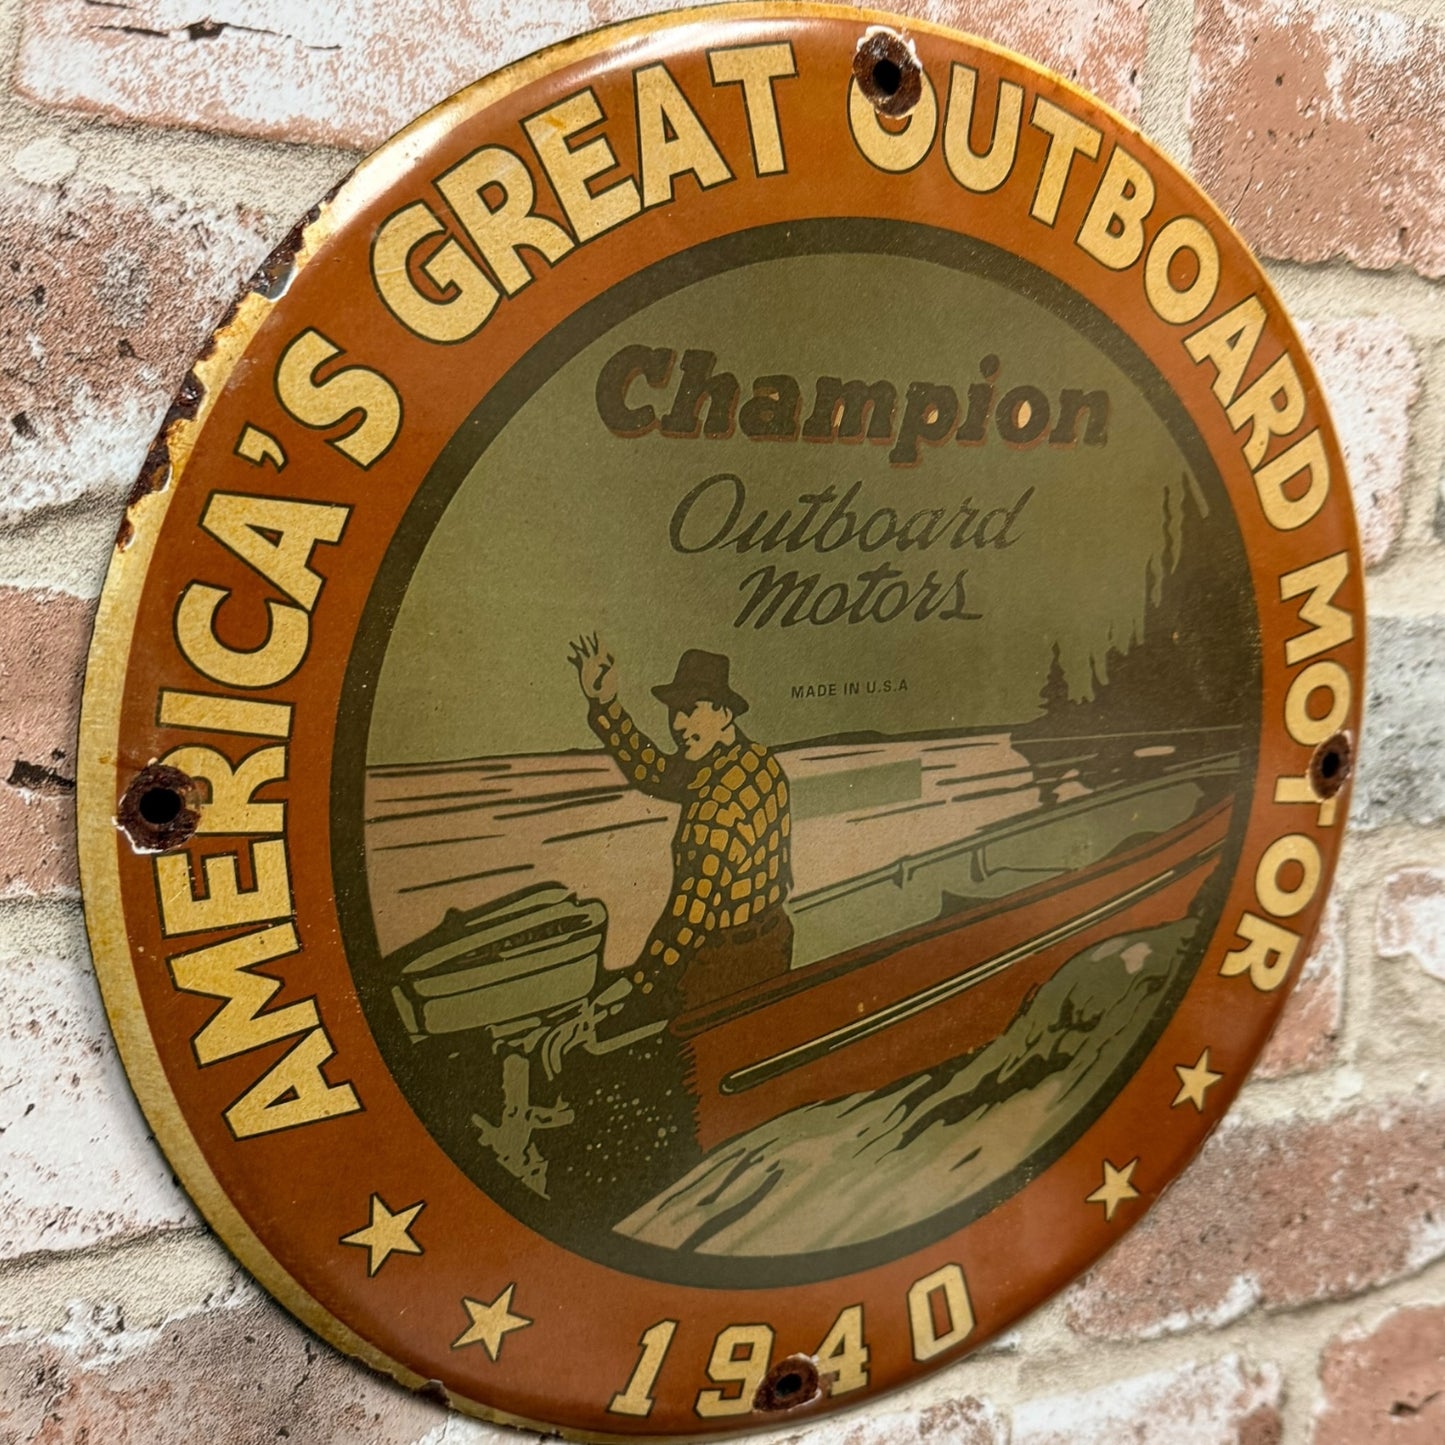 AMERICA'S GREAT OUTBOARD MOTOR
Champion
Outboard
Motors
MADE IN U.S.A
1940